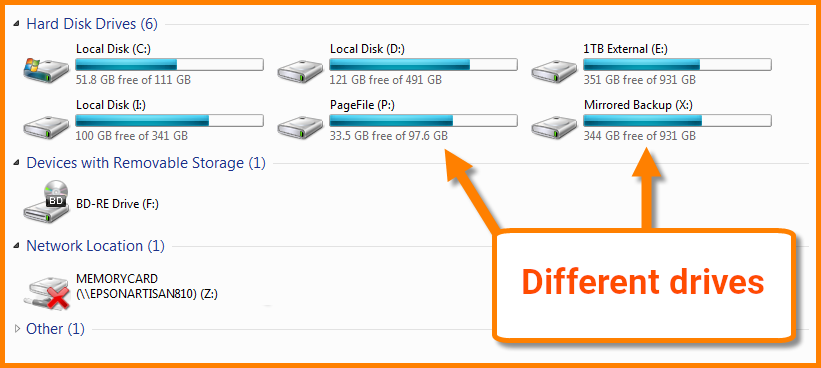 Hard Disk Drives (6)
Local Disk (C:)
51.8 GB free of 111 GB
Local Disk (D:)
121 GB free of 491 GB
1TB External (E:)
351 GB free of 931 GB
Local Disk (I:)
100 GB free of 341 GB
PageFile (P:)
33.5 GB free of 97.6 GB
Mirrored Backup (X:)
344 GB free of 931 GB
Devices with Removable Storage (1)
BD
BD-RE Drive (F:)
Network Location (1)
MEMORYCARD
(\\EPSONARTISAN810) (Z:)
Different drives
Other (1)